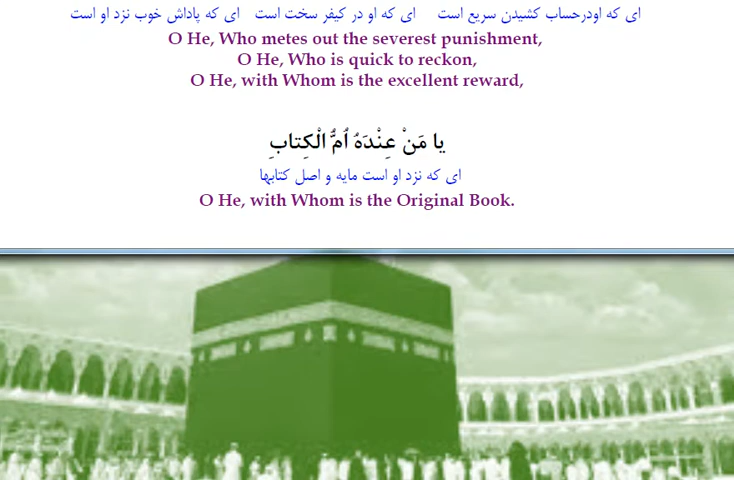 ای که اودرحساب کشیدن سریع است ای که او در کیفر سخت است ای که پاداش خوب نزد او است
O He, Who metes out the severest punishment,
O He, Who is quick to reckon,
O He, with Whom is the excellent reward,
يا مَنْ عِنْدَهُ اُمُّ الْكِتابِ
ای که نزد او است مایه و اصل کتابها
O He, with Whom is the Original Book.